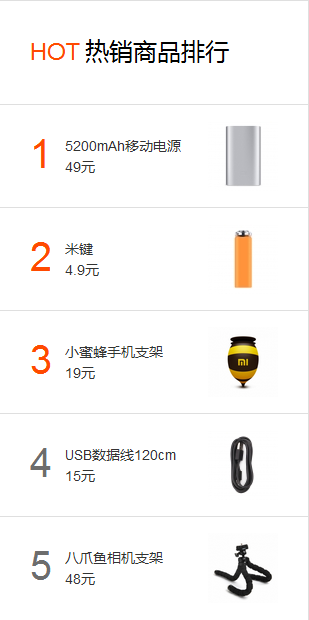 HOT 热销商品排行
1
5200mAh移动电源
49元
2
米键
4.9元
3
小蜜蜂手机支架
19元
MI
4
USB数据线120cm
15元
5
八爪鱼相机支架
48元